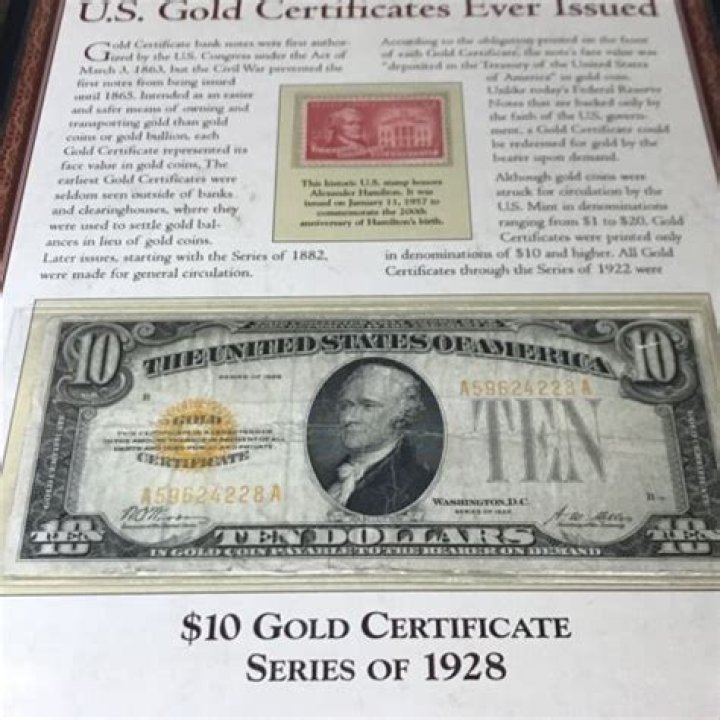 U.S. Gold Certificates Ever Issued
Gold Certificate bank notes were first author-
ized by the U.S. Congress under the Act of
March 3, 1863, but the Civil War prevented the
first notes from being issued
until 1865. Intended as an easier
and safer means of owning and
transporting gold than gold
coins or gold bullion, each
Gold Certificate represented its
face value in gold coins, The
earliest Gold Certificates were
seldom seen outside of banks
and clearinghouses, where they
were used to settle gold bal-
ances in lieu of gold coins.
Later issues, starting with the Series of 1882,
were made for general circulation.
This historic U.S. stamp honors
Alexander Hamilton. It was
issued on January 11, 1957 to
commemorate the 200th
anniversary of Hamilton's birth.
According to the obligation printed on the front
of each Gold Certificate, the note's face value was
"deposited in the Treasury of the United States
of America" in gold coin.
Unlike today's Federal Reserve
Notes that are backed only by
the faith of the U.S. govern-
ment, a Gold Certificate could
be redeemed for gold by the
bearer upon demand.
Although gold coins were
struck for circulation by the
U.S. Mint in denominations
ranging from $1 to $20, Gold
Certificates were printed only
in denominations of $10 and higher. All Gold
Certificates through the Series of 1922 were
10
THE UNITED STATES OF AMERICA
10
SERIES OF 1928
B
A59624228A
GOLD
CERTIFICATE
TEN
A59624228A
WASHINGTON, D.C.
SERIES OF 1928
B
10
TEN
TEN DOLLARS
10
TEN
IN GOLD COIN PAYABLE TO THE BEARER ON DEMAND
$10 GOLD CERTIFICATE
SERIES OF 1928